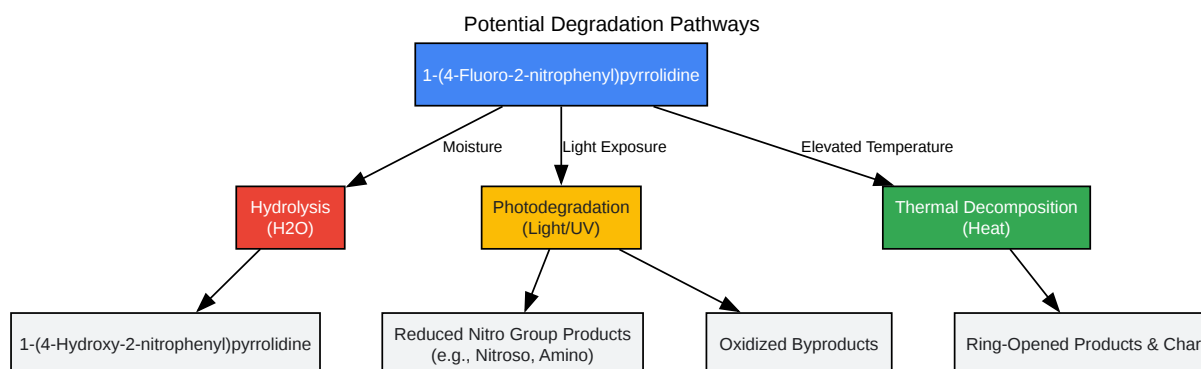 Potential Degradation Pathways
1-(4-Fluoro-2-nitrophenyl)pyrrolidine
Moisture
Light Exposure
Elevated Temperature
Hydrolysis
(H2O)
Photodegradation
(Light/UV)
Thermal Decomposition
(Heat)
1-(4-Hydroxy-2-nitrophenyl)pyrrolidine
Reduced Nitro Group Products
(e.g., Nitroso, Amino)
Oxidized Byproducts
Ring-Opened Products & Char